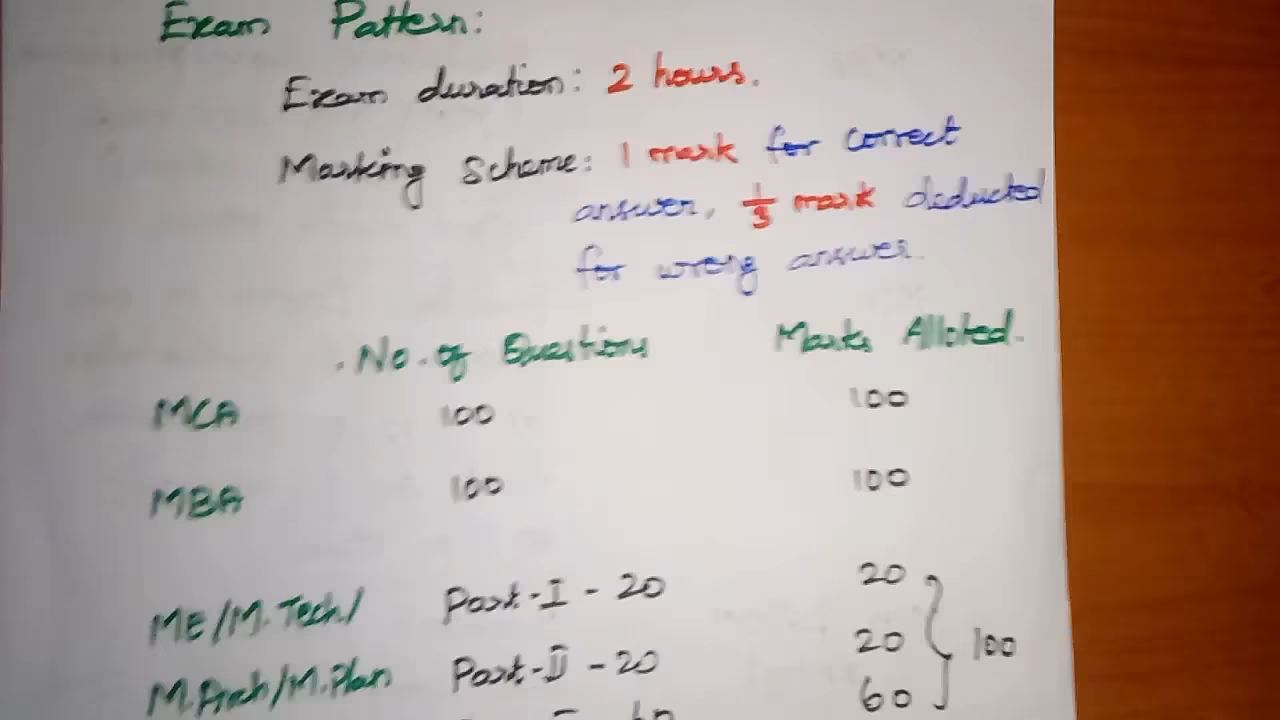 Exam Pattern:
Exam duration: 2 hours.
Marking Scheme: 1 mark for correct
answer, 1/3 mark deducted
for wrong answer.
No. of Questions Marks Alloted.
MCA 100 100
MBA 100 100
ME/M.Tech/ Part-I - 20 20
M.Arch/M.Plan Part-II - 20 20 100
60